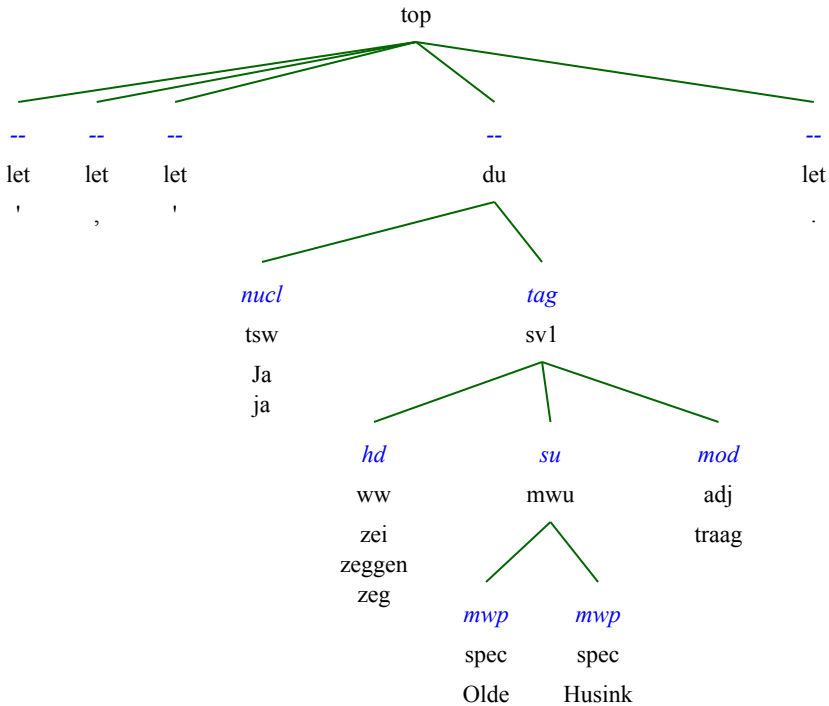 top
-- -- -- -- --
let let let du let
' , ' .
nucl tag
tsw sv1
Ja
ja
hd su mod
ww mwu adj
zei traag
zeggen
zeg
mwp mwp
spec spec
Olde Husink